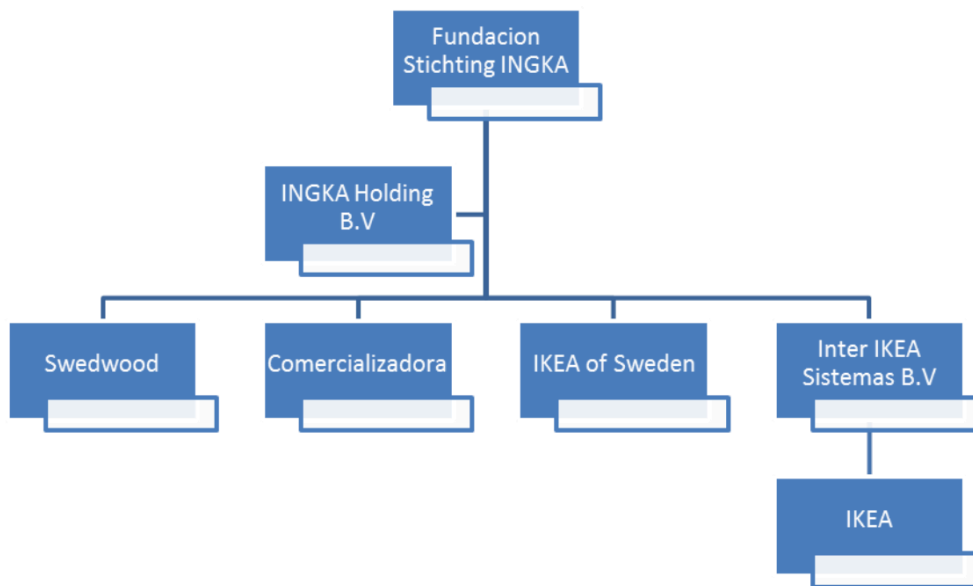 Fundacion
Stichting INGKA
INGKA Holding
B.V
Swedwood
Comercializadora
IKEA of Sweden
Inter IKEA
Sistemas B.V
IKEA